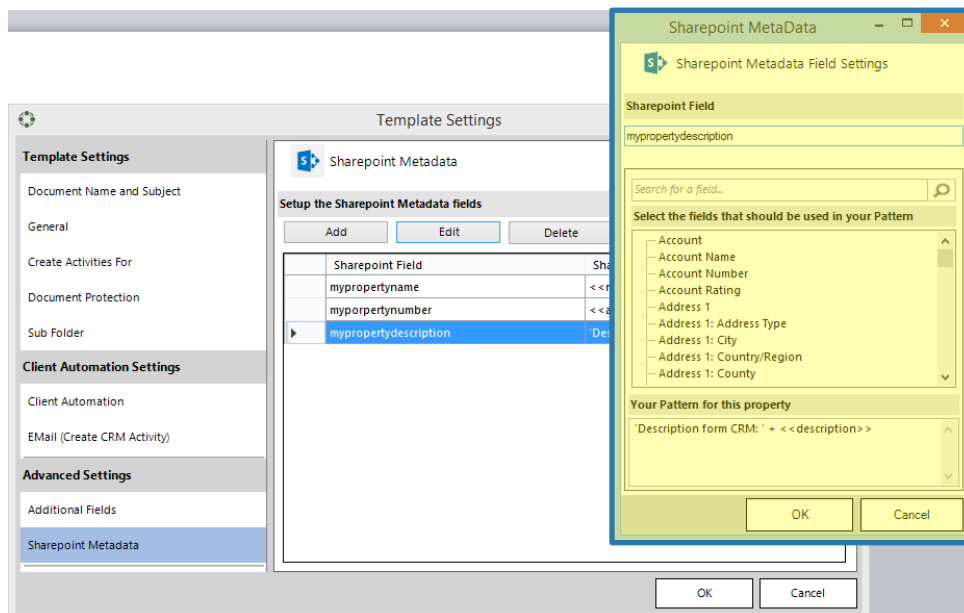 Sharepoint MetaData
Sharepoint Metadata Field Settings
Sharepoint Field
mypropertydescription
Search for a field...
Select the fields that should be used in your Pattern
Account
Account Name
Account Number
Account Rating
Address 1
Address 1: Address Type
Address 1: City
Address 1: Country/Region
Address 1: County
Your Pattern for this property
'Description form CRM: ' + <<description>>
OK Cancel
Template Settings
Template Settings
Document Name and Subject
General
Create Activities For
Document Protection
Sub Folder
Client Automation Settings
Client Automation
EMail (Create CRM Activity)
Advanced Settings
Additional Fields
Sharepoint Metadata
Sharepoint Metadata
Setup the Sharepoint Metadata fields
Add Edit Delete
Sharepoint Field Sha
mypropertyname <<r
myporpertynumber <<a
mypropertydescription 'Des
OK Cancel